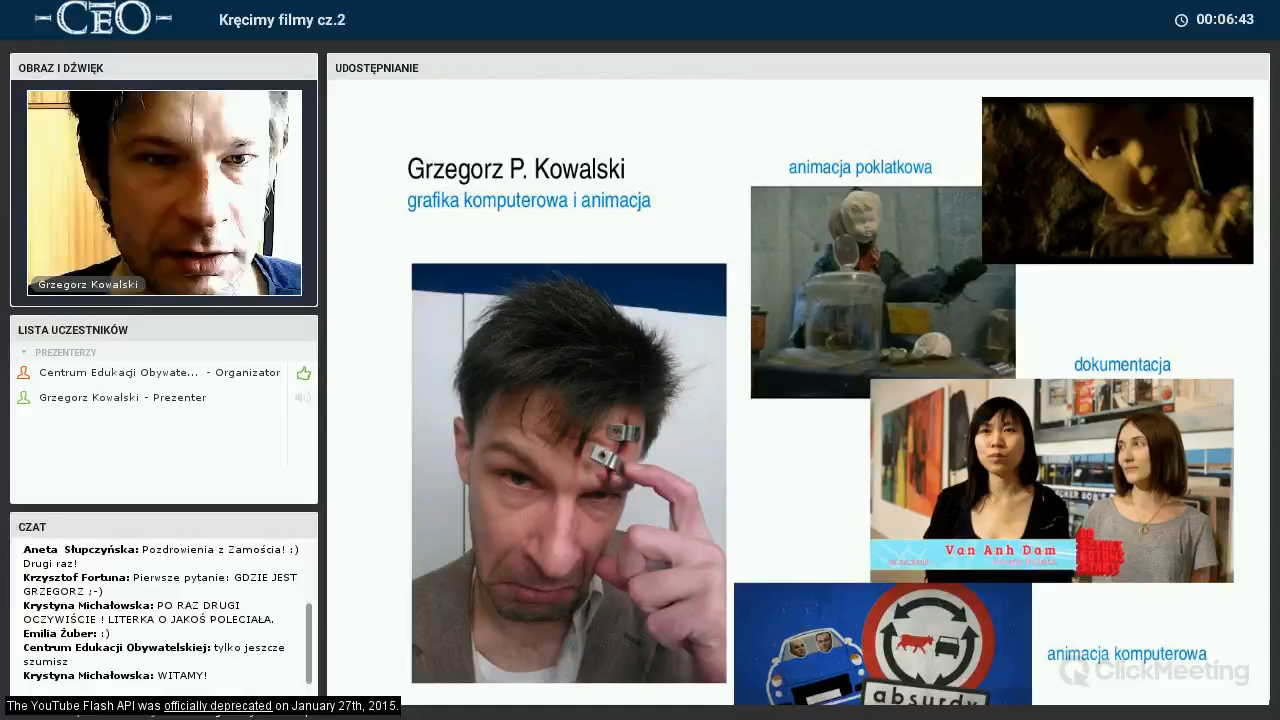 CEO
Kręcimy filmy cz.2
00:06:43
OBRAZ I DŹWIĘK
Grzegorz Kowalski
LISTA UCZESTNIKÓW
PREZENTERZY
Centrum Edukacji Obywate... - Organizator
Grzegorz Kowalski - Prezenter
CZAT
Aneta Słupczyńska: Pozdrowienia z Zamościa! :)
Drugi raz!
Krzysztof Fortuna: Pierwsze pytanie: GDZIE JEST
GRZEGORZ ;-)
Krystyna Michałowska: PO RAZ DRUGI
OCZYWIŚCIE ! LITERKA O JAKOŚ POLECIAŁA.
Emilia Żuber: :)
Centrum Edukacji Obywatelskiej: tylko jeszcze
szumisz
Krystyna Michałowska: WITAMY!
The YouTube Flash API was officially deprecated on January 27th, 2015.
UDOSTĘPNIANIE
Grzegorz P. Kowalski
grafika komputerowa i animacja
animacja poklatkowa
dokumentacja
Van Anh Dam
absurdy
animacja komputerowa
ClickMeeting